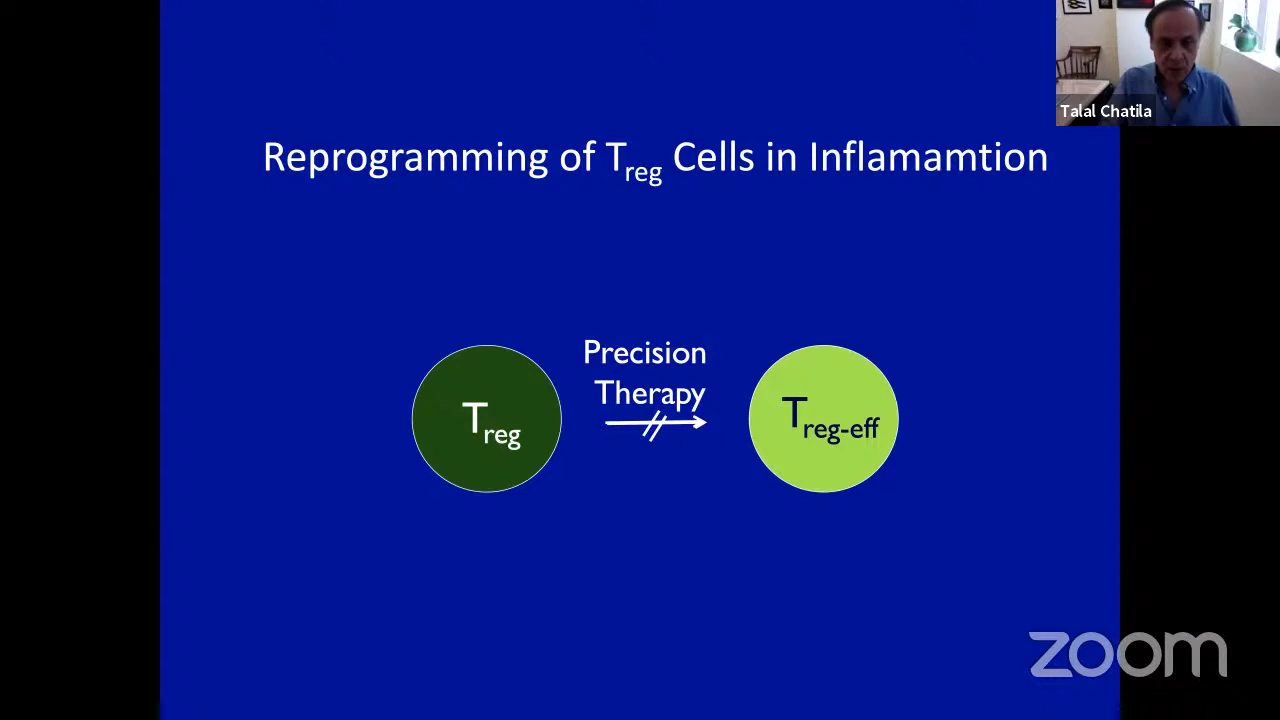 Talal Chatila
Reprogramming of Treg Cells in Inflamamtion
Precision
Therapy
Treg
Treg-eff
zoom